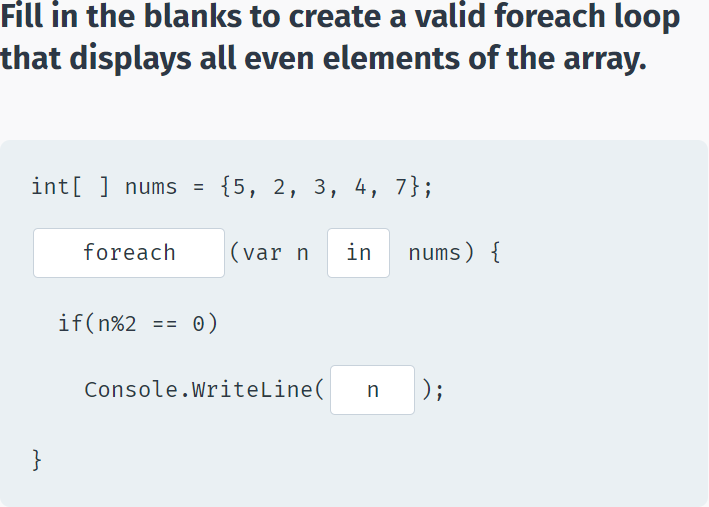 Fill in the blanks to create a valid foreach loop
that displays all even elements of the array.
int[ ] nums = {5, 2, 3, 4, 7};
foreach (var n in nums) {
if(n%2 == 0)
Console.WriteLine( n );
}